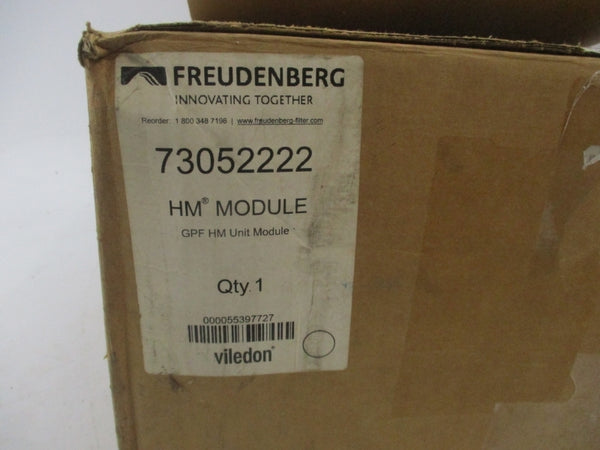 FREUDENBERG
INNOVATING TOGETHER
Reorder: 1 800 348 7196 | www.freudenberg-filter.com
73052222
HM® MODULE
GPF HM Unit Module
Qty. 1
000055397727
viledon®